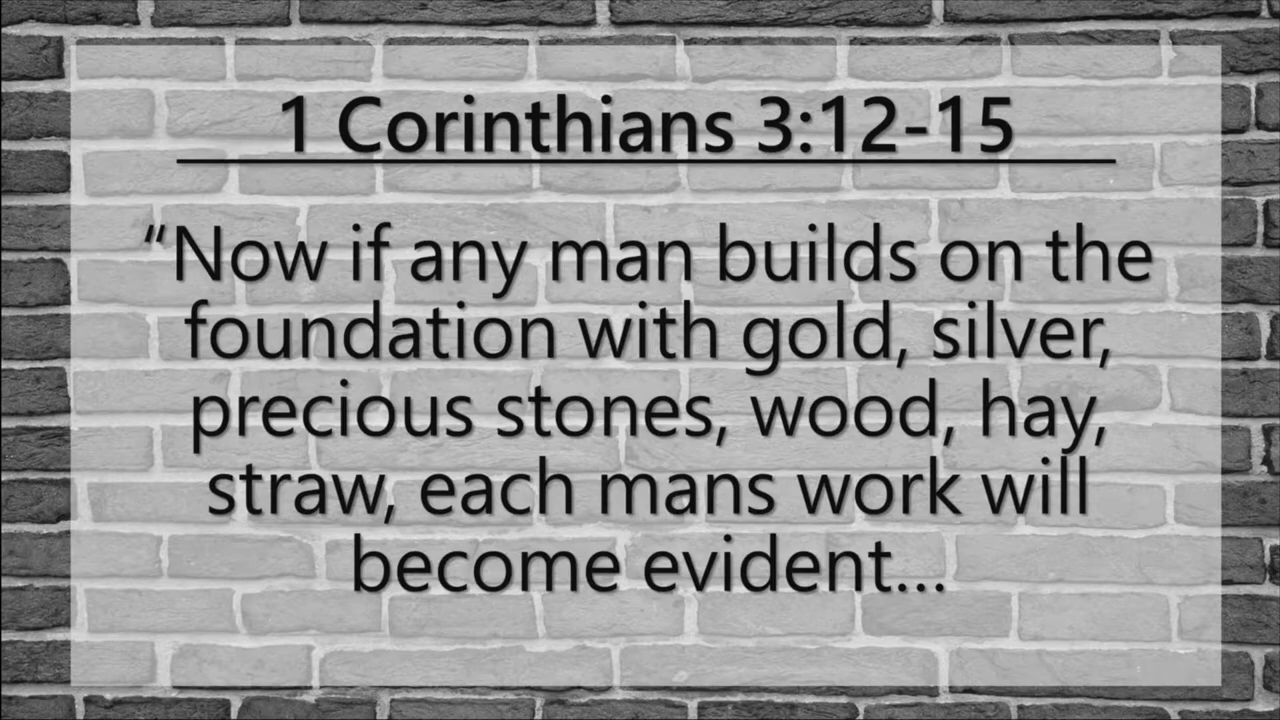 1 Corinthians 3:12-15
“Now if any man builds on the
foundation with gold, silver,
precious stones, wood, hay,
straw, each mans work will
become evident...